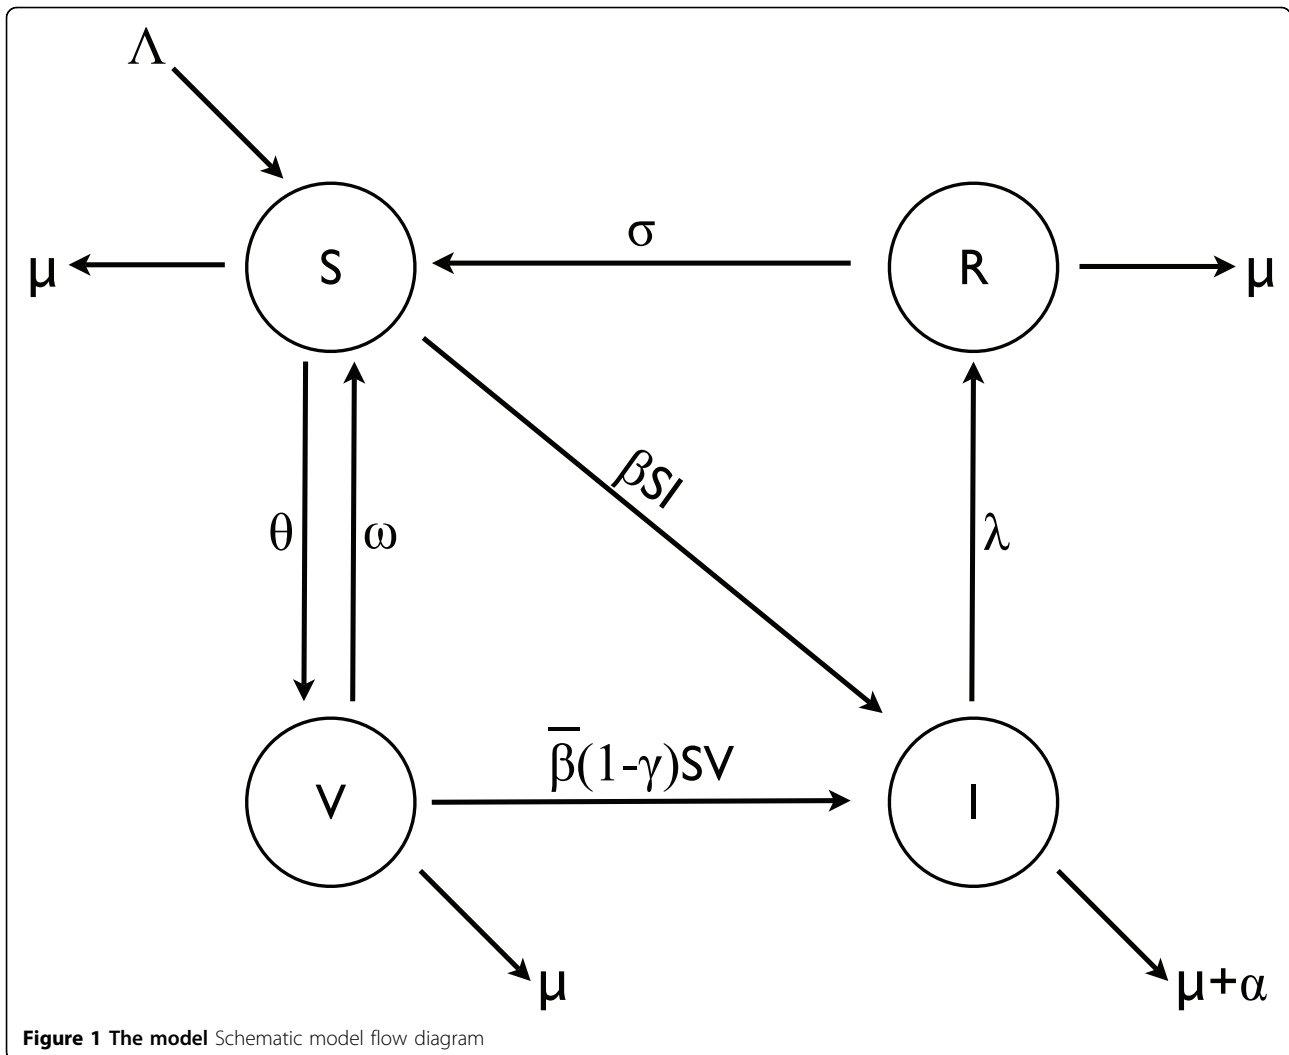 Λ
S
σ
R
μ
μ
βSI
θ
ω
λ
β̅(1-γ)SV
V
I
μ
μ+α
Figure 1 The model Schematic model flow diagram